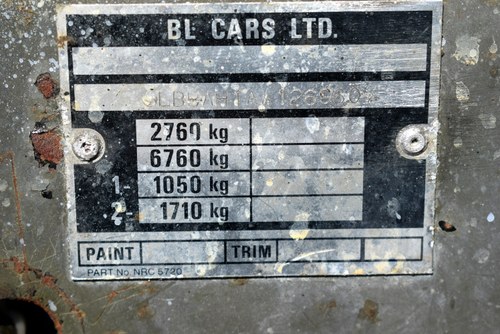 BL CARS LTD.
2760 kg
6760 kg
1- 1050 kg
2- 1710 kg
PAINT TRIM
PART No NRC 5720